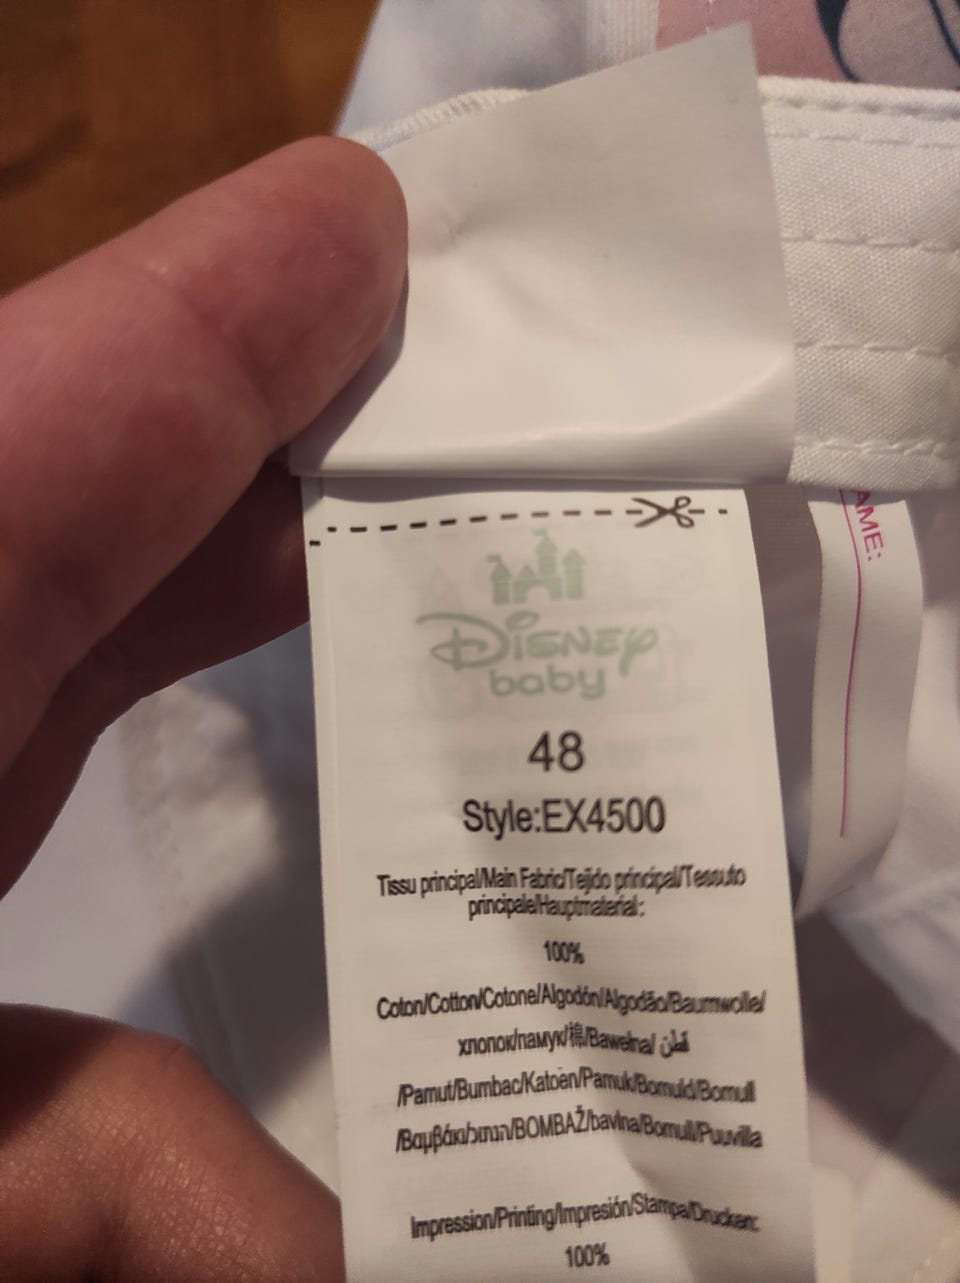 AME:
Disney
baby
48
Style:EX4500
Tissu principal/Main Fabric/Tejido principal/Tessuto
principale/Hauptmaterial:
100%
Coton/Cotton/Cotone/Algodón/Algodão/Baumwolle/
хлопок/памук/棉/Bawełna/ قطن
/Pamut/Bumbac/Katoen/Pamuk/Bomuld/Bomull
/Βαμβάκι/כותנה/BOMBAŽ/bavlna/Bomull/Puuvilla
Impression/Printing/Impresión/Stampa/Drucken:
100%